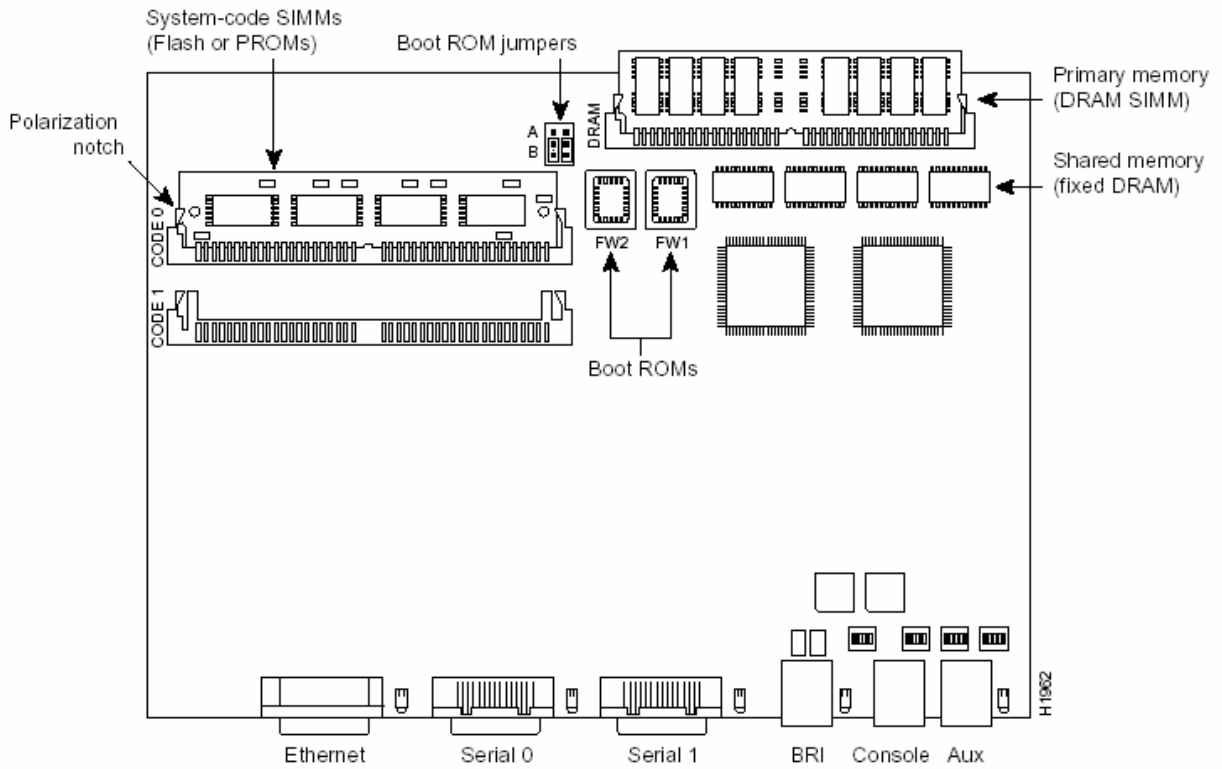 System-code SIMMs
(Flash or PROMs)
Boot ROM jumpers
Primary memory
(DRAM SIMM)
Polarization
notch
A
B
DRAM
Shared memory
(fixed DRAM)
CODE 0
FW2
FW1
CODE 1
Boot ROMs
H1962
Ethernet
Serial 0
Serial 1
BRI
Console
Aux